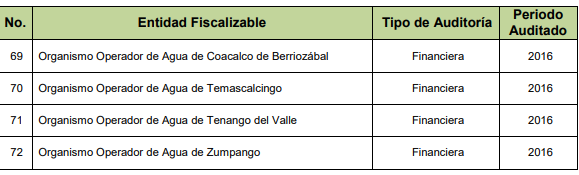 No. Entidad Fiscalizable Tipo de Auditoría Periodo Auditado
69 Organismo Operador de Agua de Coacalco de Berriozábal Financiera 2016
70 Organismo Operador de Agua de Temascalcingo Financiera 2016
71 Organismo Operador de Agua de Tenango del Valle Financiera 2016
72 Organismo Operador de Agua de Zumpango Financiera 2016